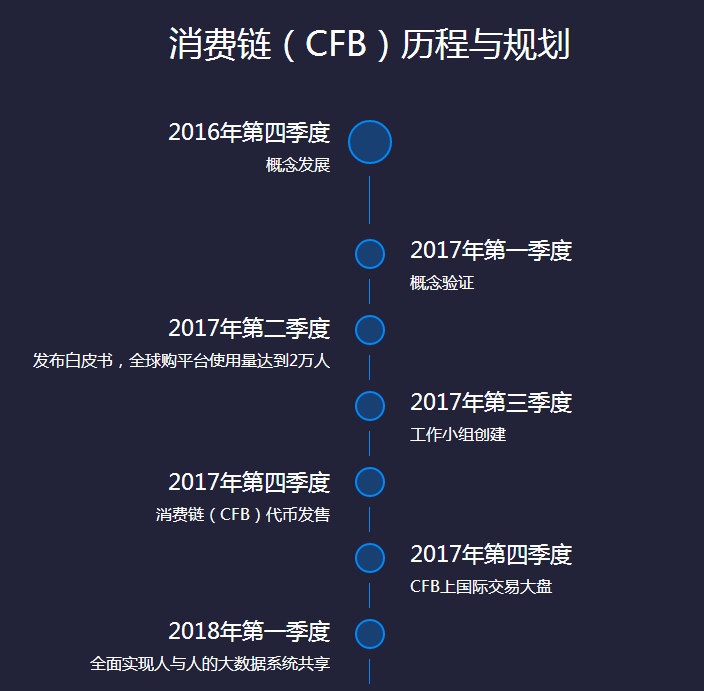 消费链（CFB）历程与规划
2016年第四季度
概念发展
2017年第一季度
概念验证
2017年第二季度
发布白皮书，全球购平台使用量达到2万人
2017年第三季度
工作小组创建
2017年第四季度
消费链（CFB）代币发售
2017年第四季度
CFB上国际交易大盘
2018年第一季度
全面实现人与人的大数据系统共享